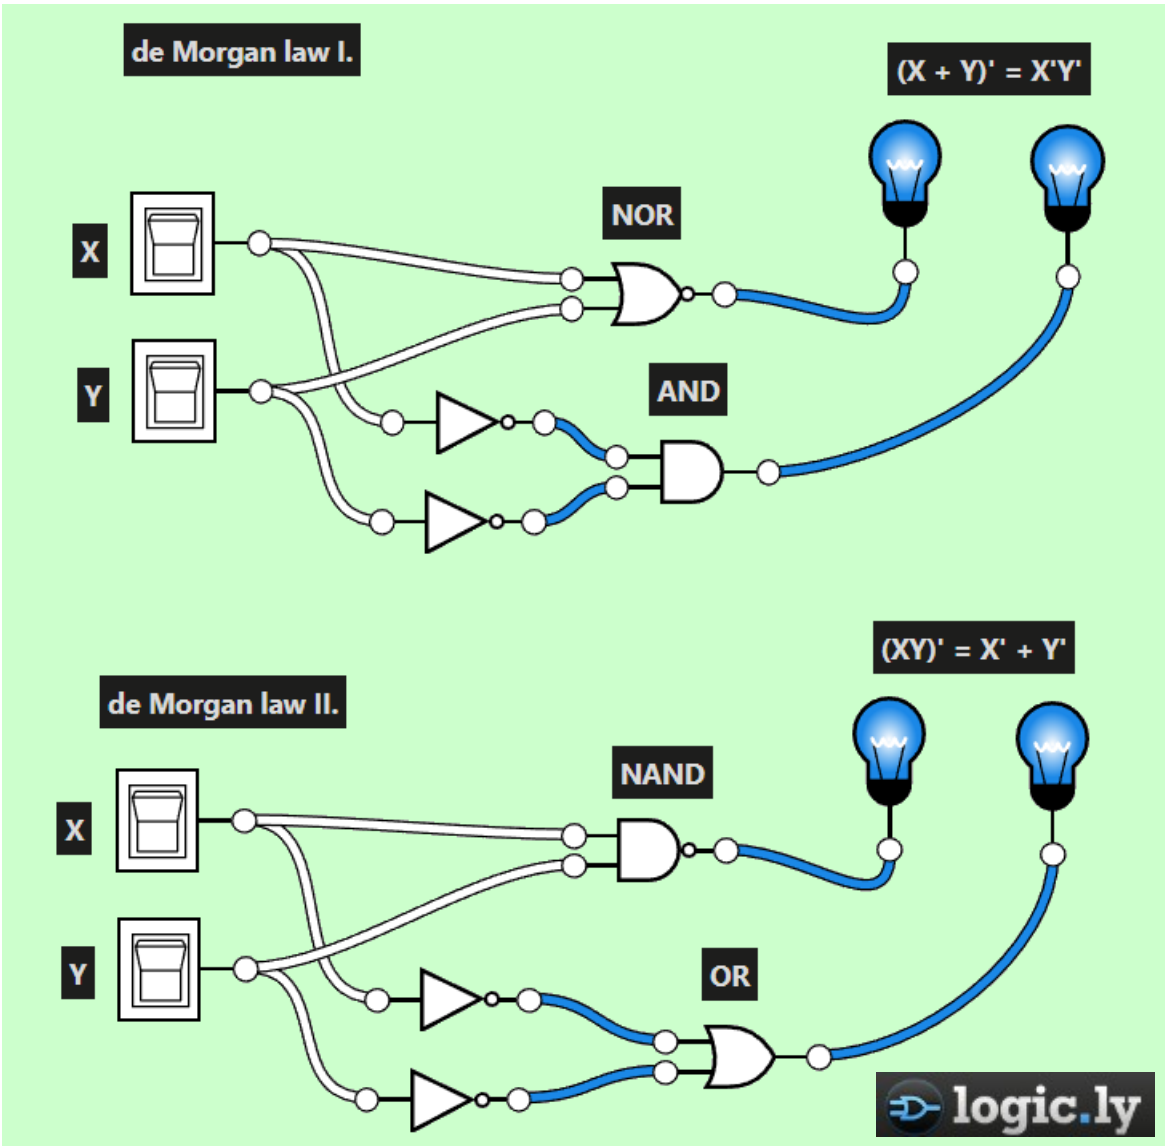 de Morgan law I.
(X + Y)' = X'Y'
NOR
X
AND
Y
(XY)' = X' + Y'
de Morgan law II.
NAND
X
OR
Y
logic.ly